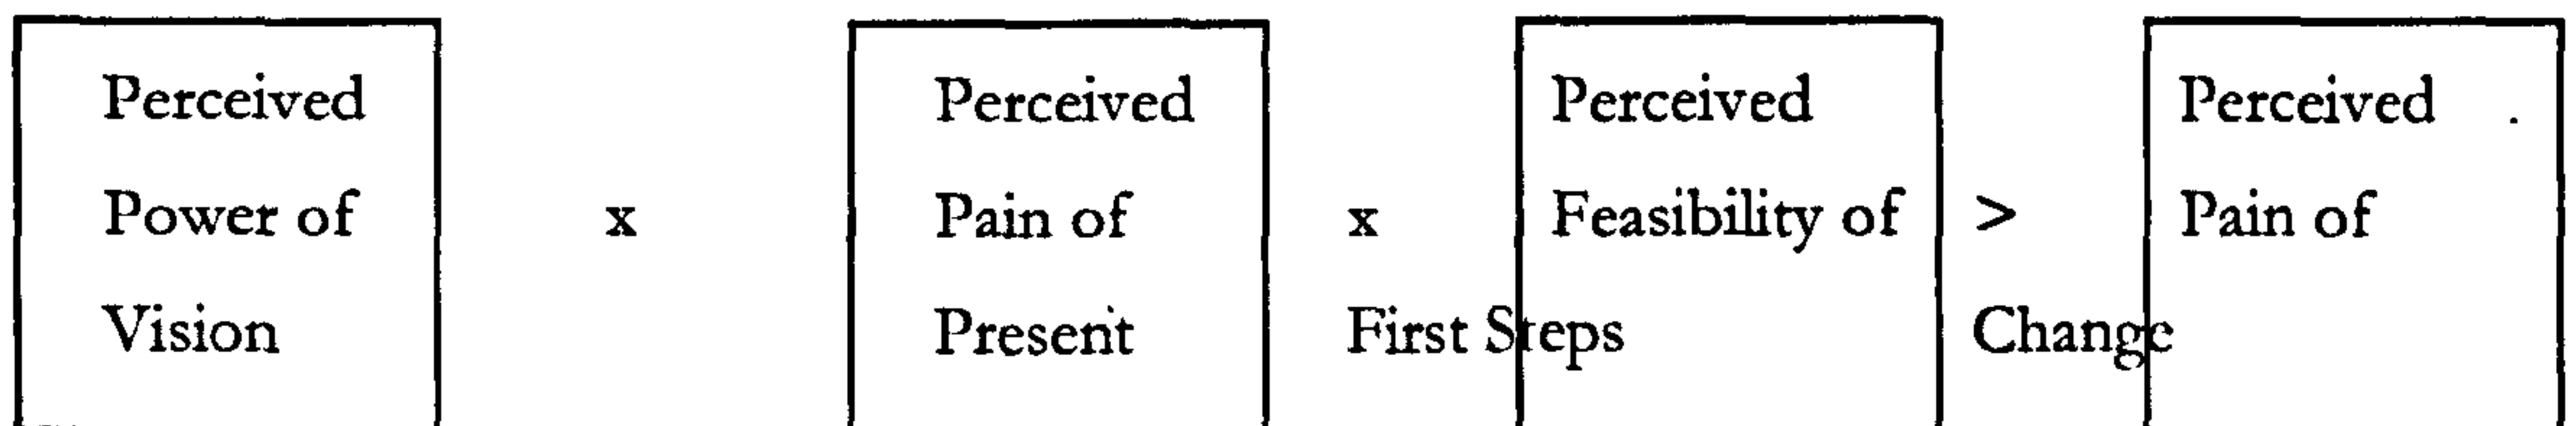 Perceived Perceived Perceived Perceived
Power of x Pain of x Feasibility of > Pain of
Vision Present First Steps Change